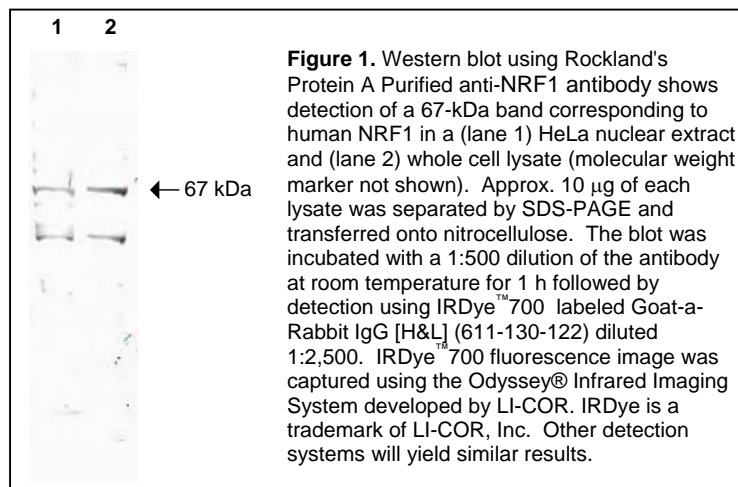 1 2
67 kDa
Figure 1. Western blot using Rockland's
Protein A Purified anti-NRF1 antibody shows
detection of a 67-kDa band corresponding to
human NRF1 in a (lane 1) HeLa nuclear extract
and (lane 2) whole cell lysate (molecular weight
marker not shown). Approx. 10 μg of each
lysate was separated by SDS-PAGE and
transferred onto nitrocellulose. The blot was
incubated with a 1:500 dilution of the antibody
at room temperature for 1 h followed by
detection using IRDye™700 labeled Goat-a-
Rabbit IgG [H&L] (611-130-122) diluted
1:2,500. IRDye™700 fluorescence image was
captured using the Odyssey® Infrared Imaging
System developed by LI-COR. IRDye is a
trademark of LI-COR, Inc. Other detection
systems will yield similar results.